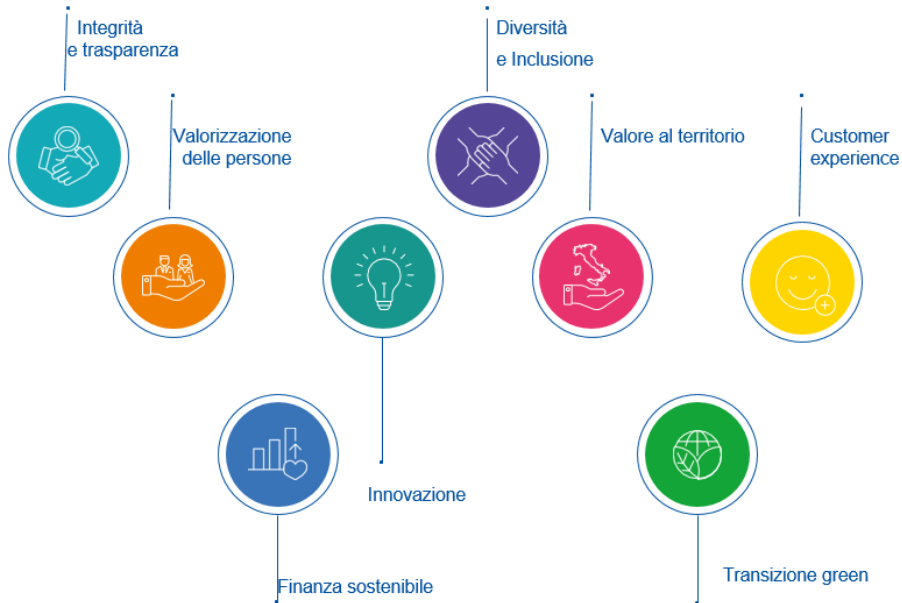 Integrità
e trasparenza
Diversità
e Inclusione
Valorizzazione
delle persone
Valore al territorio
Customer
experience
Innovazione
Finanza sostenibile
Transizione green